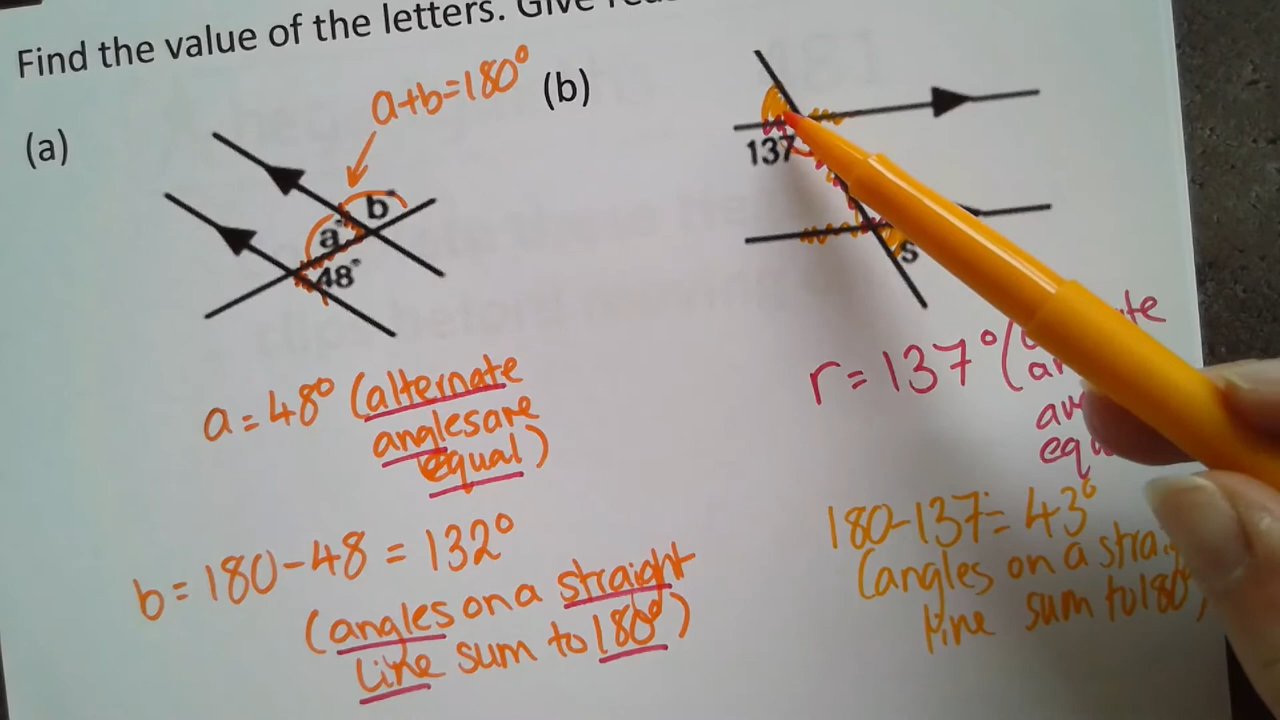 Find the value of the letters. Give
(a)
a+b=180°
(b)
a
b
48°
137
s
a=48° (alternate
angles are
equal)
r=137° (
b=180-48 = 132°
(angles on a straight
line sum to 180°)
180-137= 43°
(angles on a
line sum to 180°)